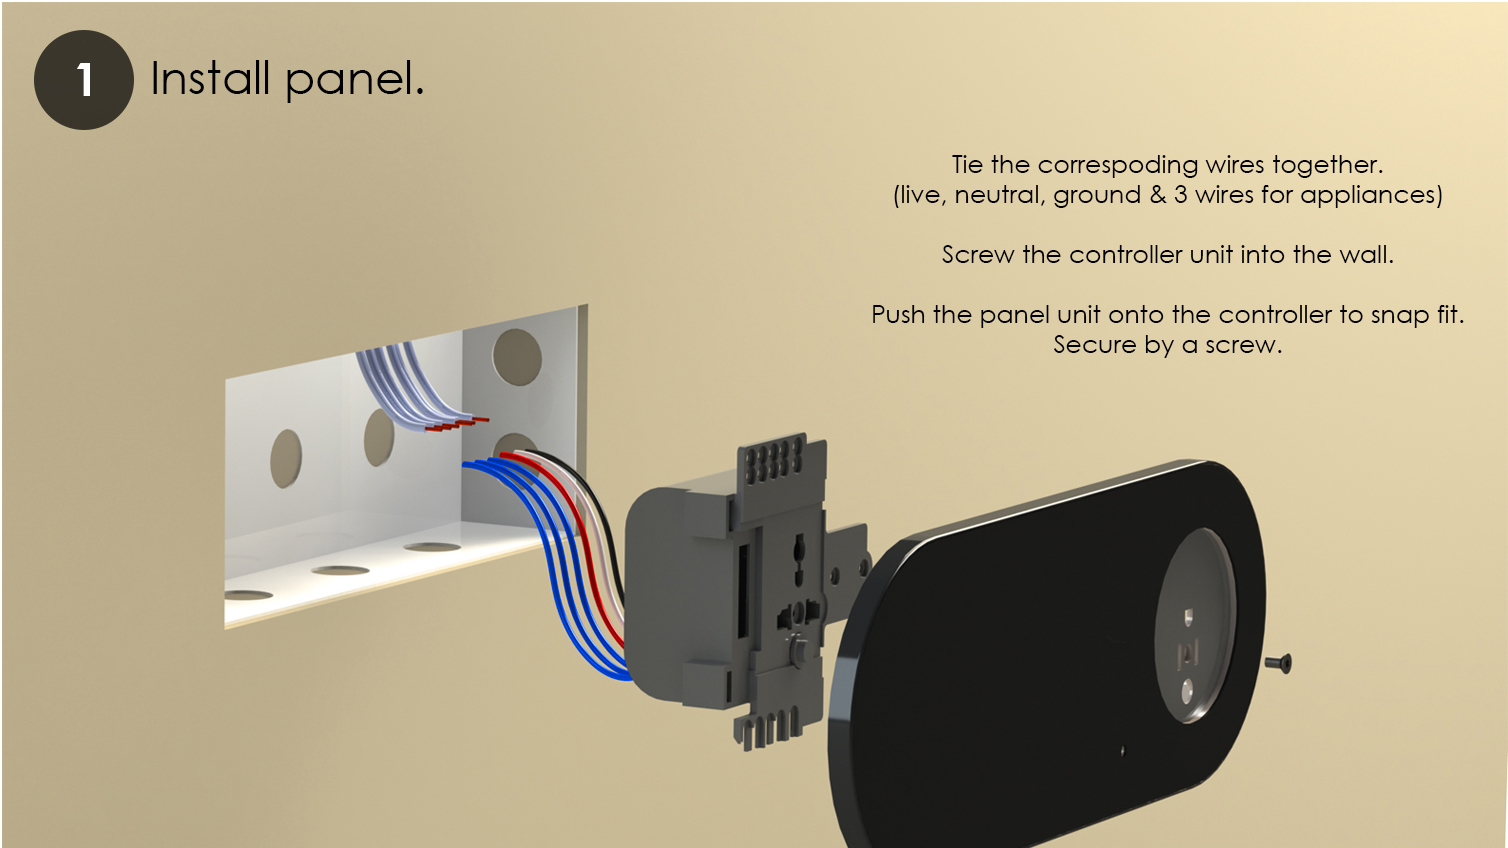 1 Install panel.
Tie the correspoding wires together.
(live, neutral, ground & 3 wires for appliances)
Screw the controller unit into the wall.
Push the panel unit onto the controller to snap fit.
Secure by a screw.